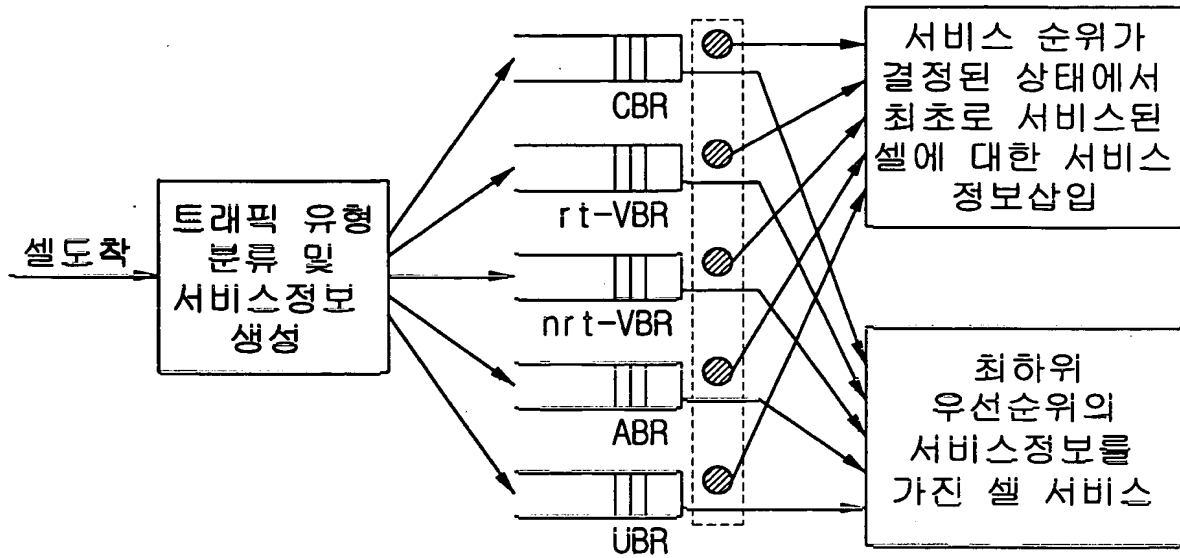 셀도착
트래픽 유형
분류 및
서비스정보
생성
CBR
rt-VBR
nrt-VBR
ABR
UBR
서비스 순위가
결정된 상태에서
최초로 서비스된
셀에 대한 서비스
정보삽입
최하위
우선순위의
서비스정보를
가진 셀 서비스